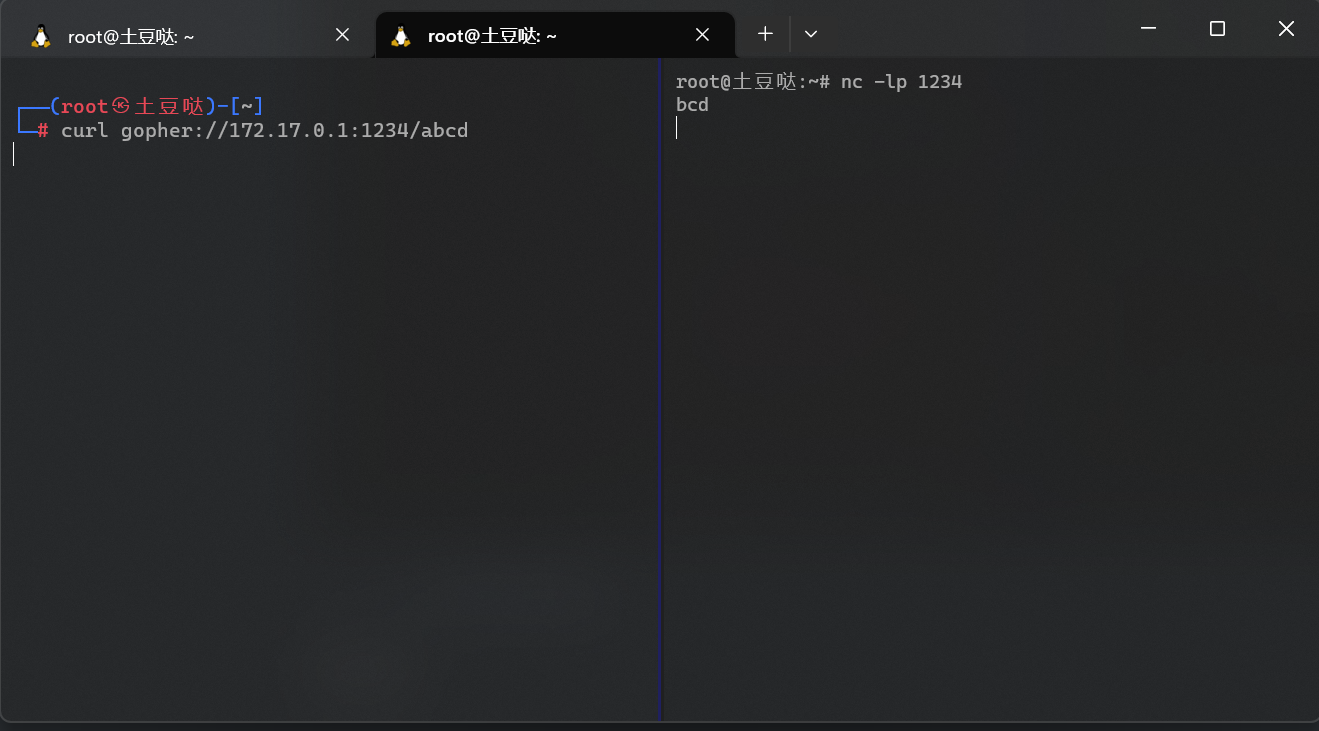 root@土豆哒: ~
root@土豆哒: ~
┌──(root㉿土豆哒)-[~]
└─# curl gopher://172.17.0.1:1234/abcd
root@土豆哒:~# nc -lp 1234
bcd